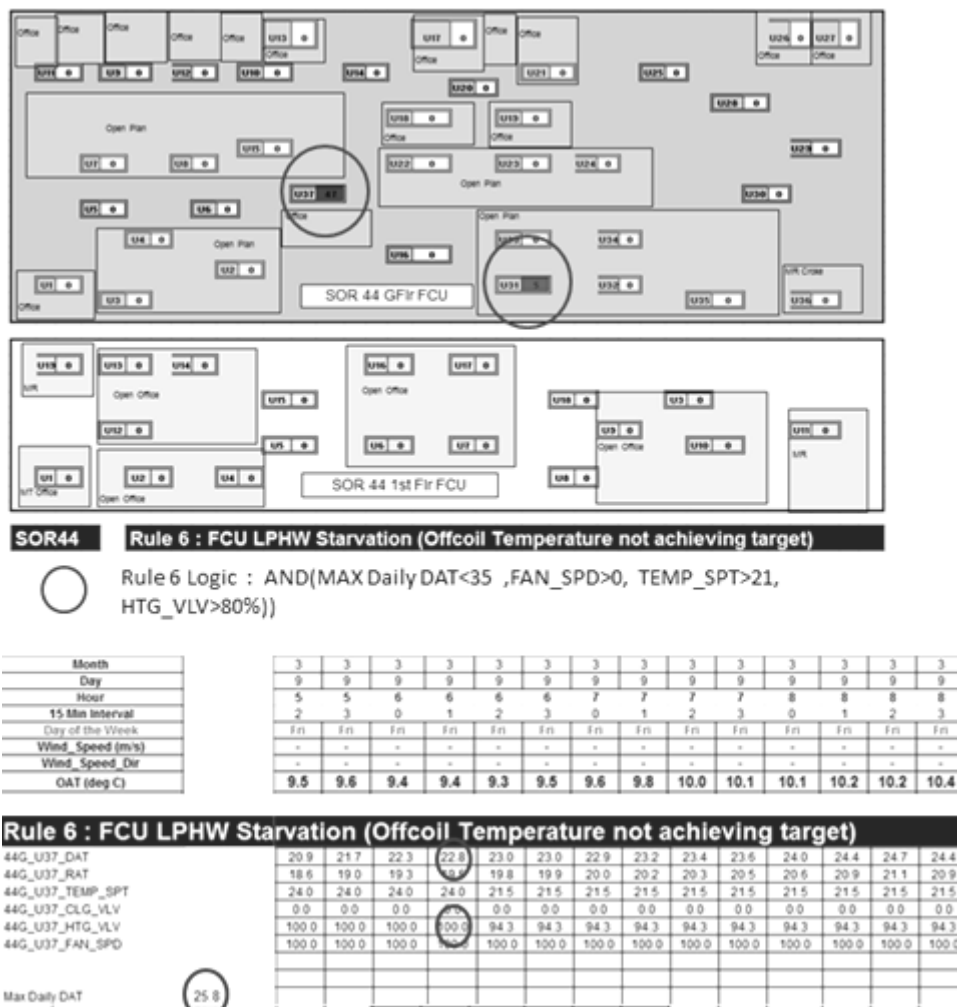 Office Office Office Office Office U13 0 Office U17 0 Office Office Office U26 0 U27 0 Office Office
U11 0 U9 0 U12 0 U10 0 U14 0 U21 0 U25 0
U20 0 U28 0
Open Plan U18 0 Office U19 0 Office
U7 0 U8 0 U15 0 U22 0 U23 0 U24 0 U29 0
Open Plan
U37 47 U30 0
U5 0 U6 0 Office Open Plan
U4 0 Open Plan U33 0 U34 0
U2 0 U16 0
U1 0 Office U3 0 SOR 44 GFlr FCU U31 U32 0 U35 0 MR Croke U36 0
U19 0 MR U13 0 U14 0 U16 0 U17 0
Open Office Open Office
U15 0 U18 0 U3 0
U12 0 U5 0 U6 0 U7 0 U9 0 U10 0 U11 0
Open Office MR
U1 0 U2 0 U4 0 SOR 44 1st Flr FCU U8 0
MT Office Open Office
SOR44 Rule 6 : FCU LPHW Starvation (Offcoil Temperature not achieving target)
Rule 6 Logic : AND(MAX Daily DAT<35 ,FAN_SPD>0, TEMP_SPT>21,
HTG_VLV>80%))
Month 3 3 3 3 3 3 3 3 3 3 3 3 3 3
Day 9 9 9 9 9 9 9 9 9 9 9 9 9 9
Hour 5 5 6 6 6 6 7 7 7 7 8 8 8 8
15 Min Interval 2 3 0 1 2 3 0 1 2 3 0 1 2 3
Day of the Week Fri Fri Fri Fri Fri Fri Fri Fri Fri Fri Fri Fri Fri Fri
Wind_Speed (m/s) - - - - - - - - - - - - - -
Wind_Speed_Dir - - - - - - - - - - - - - -
OAT (deg C) 9.5 9.6 9.4 9.4 9.3 9.5 9.6 9.8 10.0 10.1 10.1 10.2 10.2 10.4
Rule 6 : FCU LPHW Starvation (Offcoil Temperature not achieving target)
44G_U37_DAT 20.9 21.7 22.3 22.8 23.0 23.0 22.9 23.2 23.4 23.6 24.0 24.4 24.7 24.4
44G_U37_RAT 18.6 19.0 19.3 19.8 19.9 20.0 20.2 20.3 20.5 20.6 20.9 21.1 20.9
44G_U37_TEMP_SPT 24.0 24.0 24.0 24.0 21.5 21.5 21.5 21.5 21.5 21.5 21.5 21.5 21.5 21.5
44G_U37_CLG_VLV 0.0 0.0 0.0 0.0 0.0 0.0 0.0 0.0 0.0 0.0 0.0 0.0 0.0
44G_U37_HTG_VLV 100.0 100.0 100.0 100.0 94.3 94.3 94.3 94.3 94.3 94.3 94.3 94.3 94.3 94.3
44G_U37_FAN_SPD 100.0 100.0 100.0 100.0 100.0 100.0 100.0 100.0 100.0 100.0 100.0 100.0 100.0
Max Daily DAT 25.8